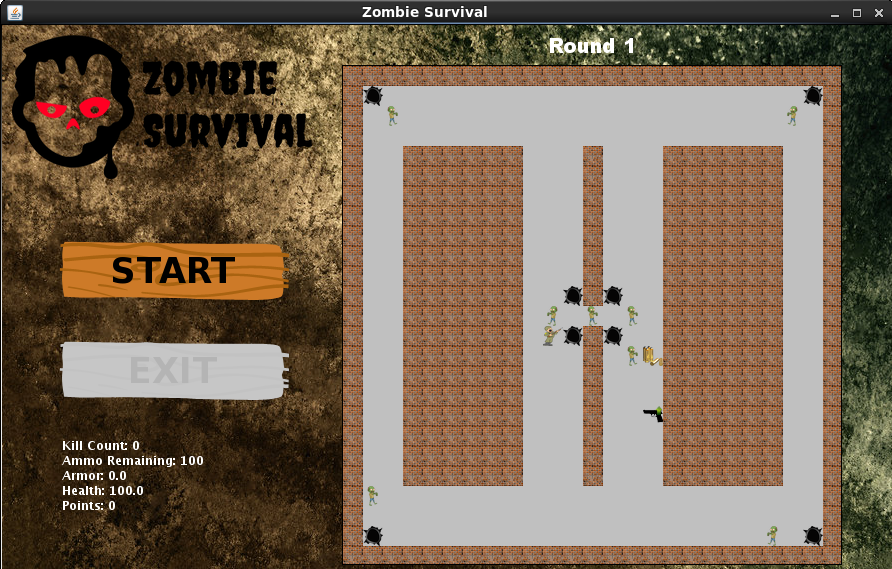 Zombie Survival
ZOMBIE
SURVIVAL
Round 1
START
EXIT
Kill Count: 0
Ammo Remaining: 100
Armor: 0.0
Health: 100.0
Points: 0